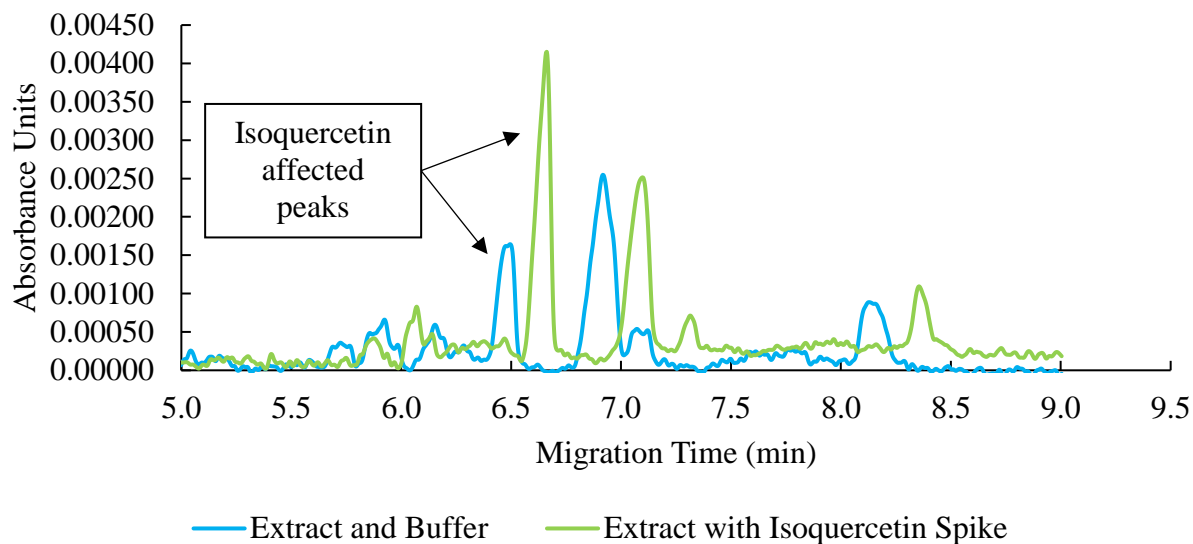 0.00450
0.00400
0.00300
0.00250
0.00200
0.00150
0.00100
0.00050
0.00000
Absorbance Units
Isoquercetin
affected
peaks
5.0 5.5 6.0 6.5 7.0 7.5 8.0 8.5 9.0 9.5
Migration Time (min)
Extract and Buffer Extract with Isoquercetin Spike